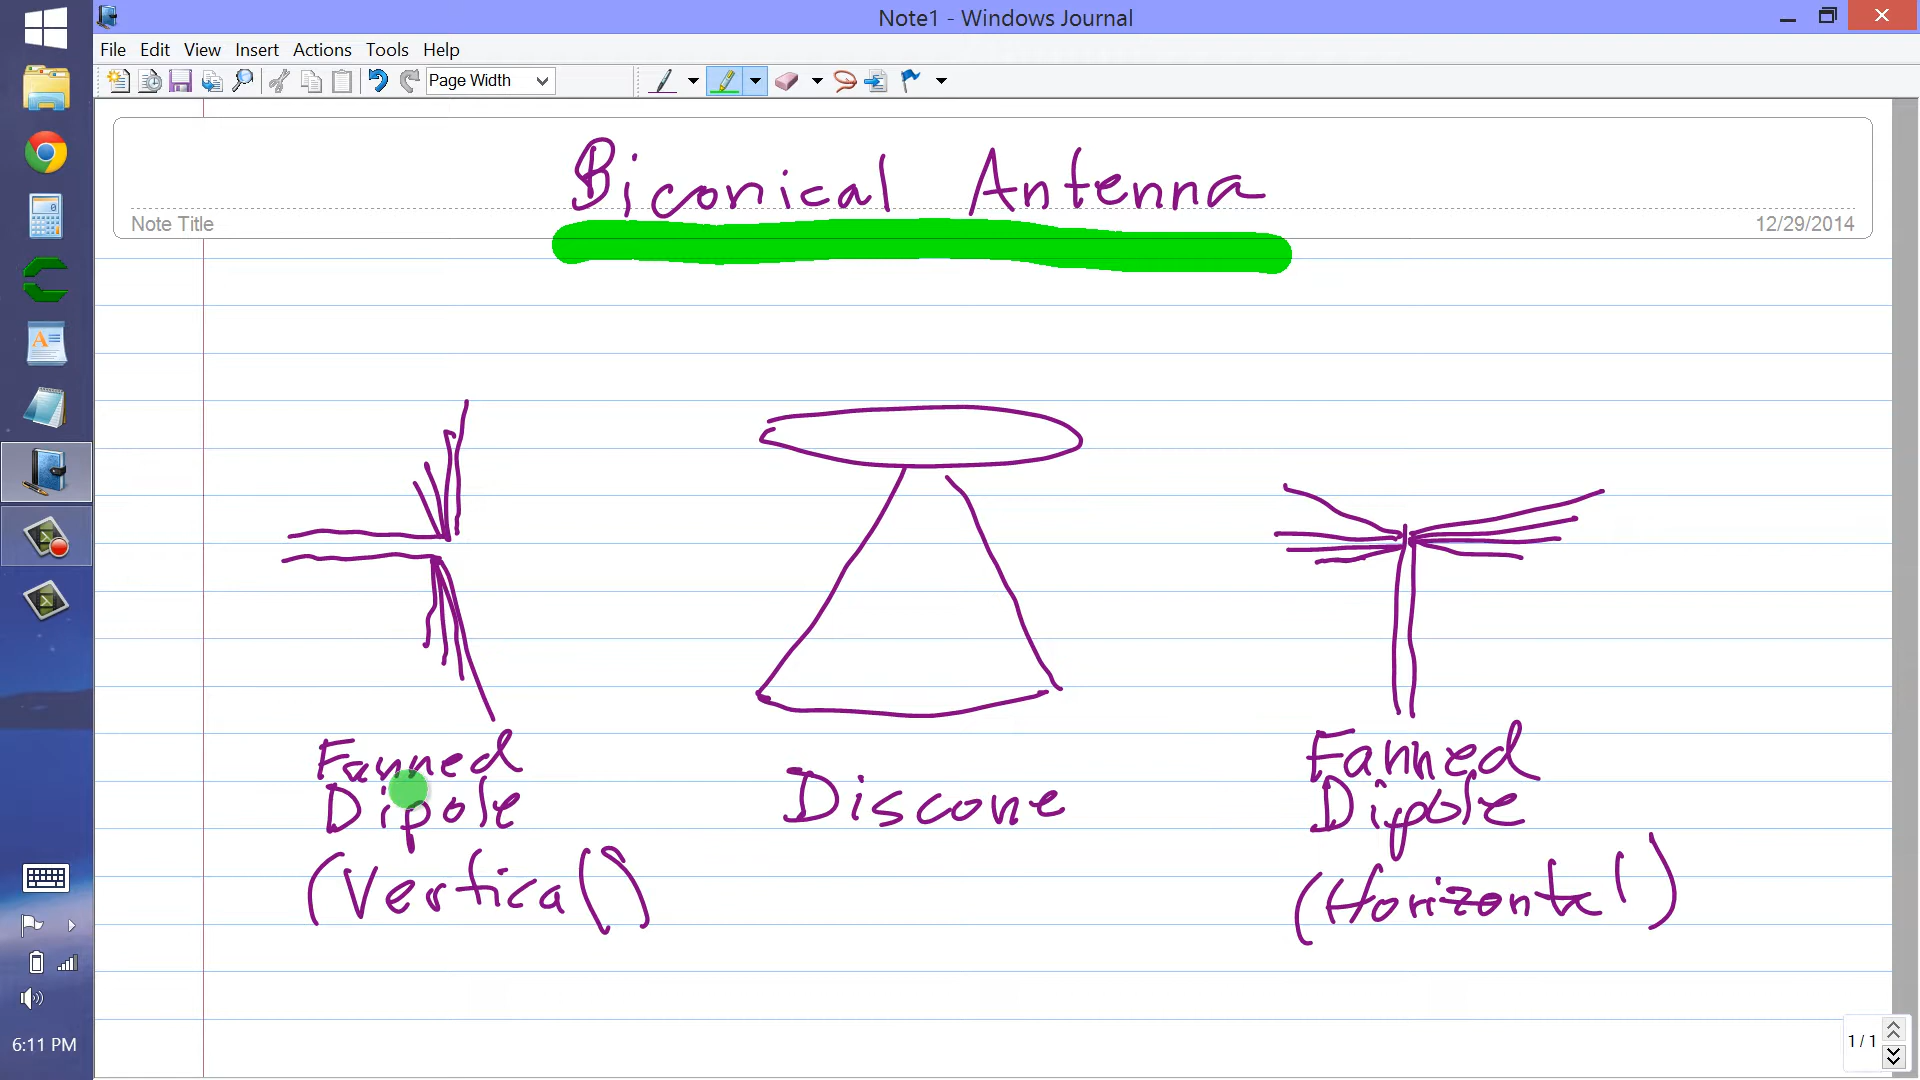 Note1 - Windows Journal
File Edit View Insert Actions Tools Help
Page Width
Biconical Antenna
Note Title
12/29/2014
Fanned
Dipole
(Vertical)
Discone
Fanned
Dipole
(Horizontal)
6:11 PM
1 / 1